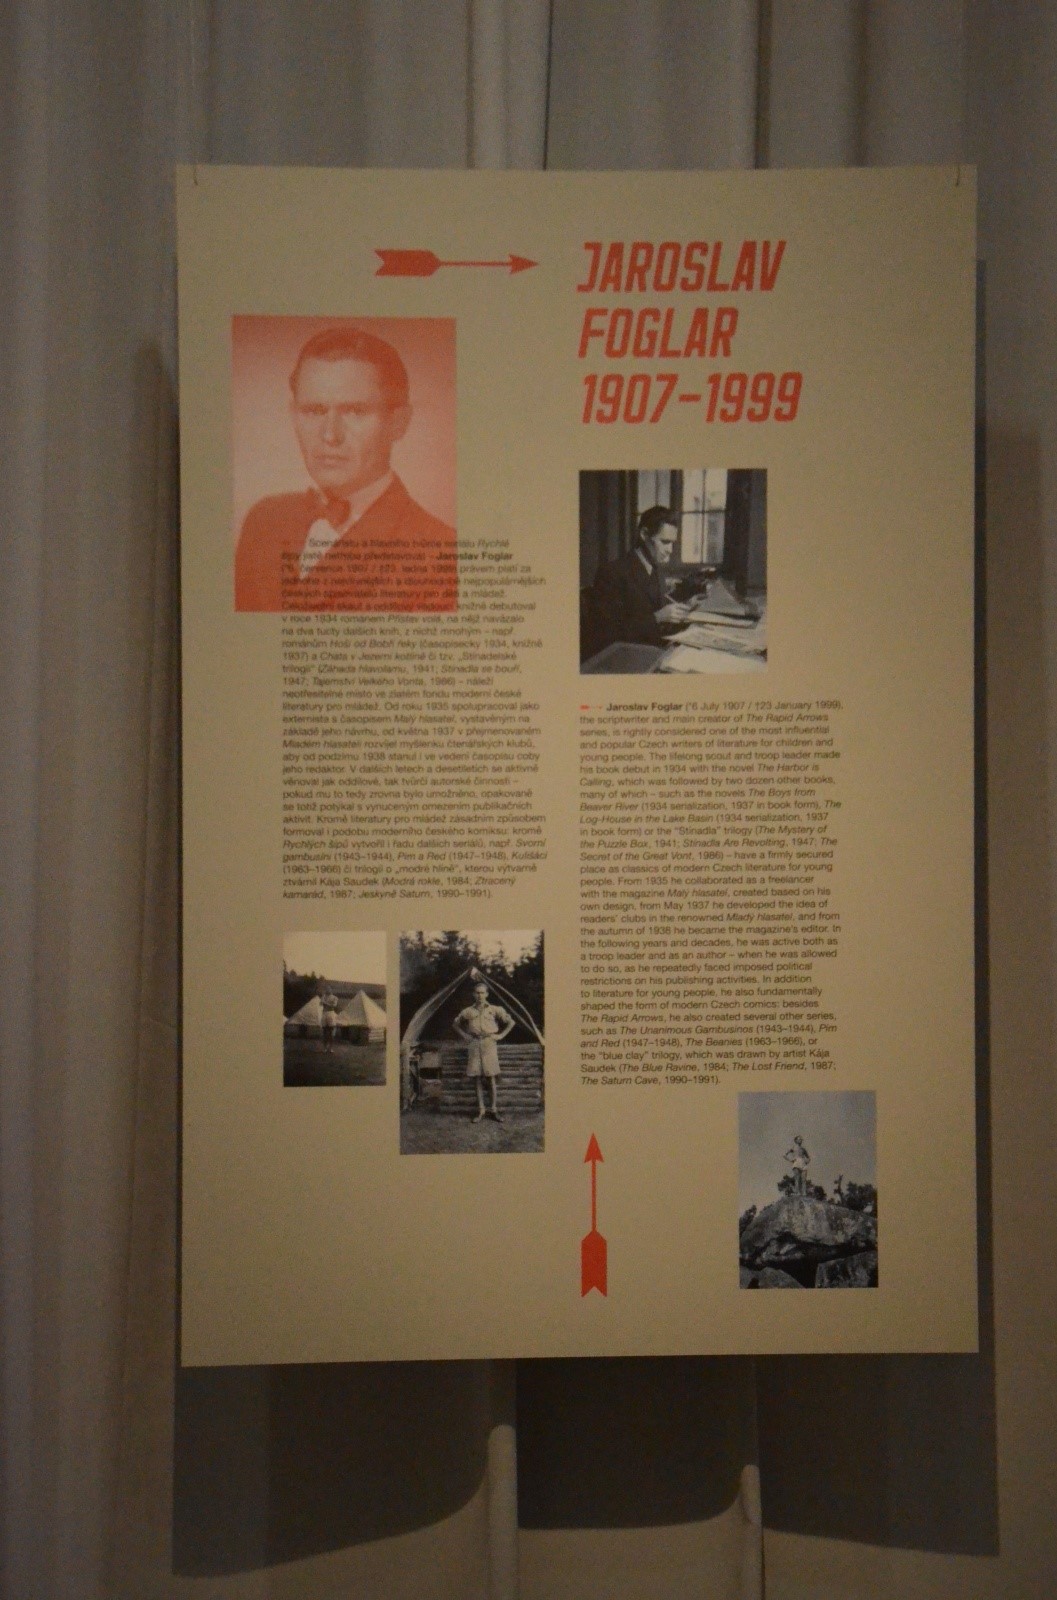 JAROSLAV
FOGLAR
1907–1999
Scenáristu a hlavního tvůrce seriálu Rychlé
šípy jistě netřeba představovat – Jaroslav Foglar
(*6. července 1907 / †23. ledna 1999) právem platí za
jednoho z nejvlivnějších a dlouhodobě nejpopulárnějších
českých spisovatelů literatury pro děti a mládež.
Celoživotní skaut a oddílový vedoucí knižně debutoval
v roce 1934 románem Přístav volá, na nějž navázalo
na dva tucty dalších knih, z nichž mnohým – např.
románům Hoši od Bobří řeky (časopisecky 1934, knižně
1937) a Chata v Jezerní kotlině či tzv. „Stínadelské
trilogii“ (Záhada hlavolamu, 1941; Stínadla se bouří,
1947; Tajemství Velkého Vonta, 1986) – náleží
neotřesitelné místo ve zlatém fondu moderní české
literatury pro mládež. Od roku 1935 spolupracoval jako
externista s časopisem Malý hlasatel, vystavěným na
základě jeho návrhu, od května 1937 v přejmenovaném
Mladém hlasateli rozvíjel myšlenku čtenářských klubů,
aby od podzimu 1938 stanul i ve vedení časopisu coby
jeho redaktor. V dalších letech a desetiletích se aktivně
věnoval jak oddílové, tak tvůrčí autorské činnosti –
pokud mu to tedy zrovna bylo umožněno, opakovaně
se totiž potýkal s vynuceným omezením publikačních
aktivit. Kromě literatury pro mládež zásadním způsobem
formoval i podobu moderního českého komiksu: kromě
Rychlých šípů vytvořil i řadu dalších seriálů, např. Svorní
gambusíni (1943–1944), Pim a Red (1947–1948), Kulišáci
(1963–1966) či trilogii o „modré hlíně“, kterou výtvarně
ztvárnil Kája Saudek (Modrá rokle, 1984; Ztracený
kamarád, 1987; Jeskyně Saturn, 1990–1991).
Jaroslav Foglar (*6 July 1907 / †23 January 1999),
the scriptwriter and main creator of The Rapid Arrows
series, is rightly considered one of the most influential
and popular Czech writers of literature for children and
young people. The lifelong scout and troop leader made
his book debut in 1934 with the novel The Harbor is
Calling, which was followed by two dozen other books,
many of which – such as the novels The Boys from
Beaver River (1934 serialization, 1937 in book form), The
Log-House in the Lake Basin (1934 serialization, 1937
in book form) or the “Stínadla” trilogy (The Mystery of
the Puzzle Box, 1941; Stínadla Are Revolting, 1947; The
Secret of the Great Vont, 1986) – have a firmly secured
place as classics of modern Czech literature for young
people. From 1935 he collaborated as a freelancer
with the magazine Malý hlasatel, created based on his
own design, from May 1937 he developed the idea of
readers’ clubs in the renowned Mladý hlasatel, and from
the autumn of 1938 he became the magazine’s editor. In
the following years and decades, he was active both as
a troop leader and as an author – when he was allowed
to do so, as he repeatedly faced imposed political
restrictions on his publishing activities. In addition
to literature for young people, he also fundamentally
shaped the form of modern Czech comics: besides
The Rapid Arrows, he also created several other series,
such as The Unanimous Gambusinos (1943–1944), Pim
and Red (1947–1948), The Beanies (1963–1966), or
the “blue clay” trilogy, which was drawn by artist Kája
Saudek (The Blue Ravine, 1984; The Lost Friend, 1987;
The Saturn Cave, 1990–1991).